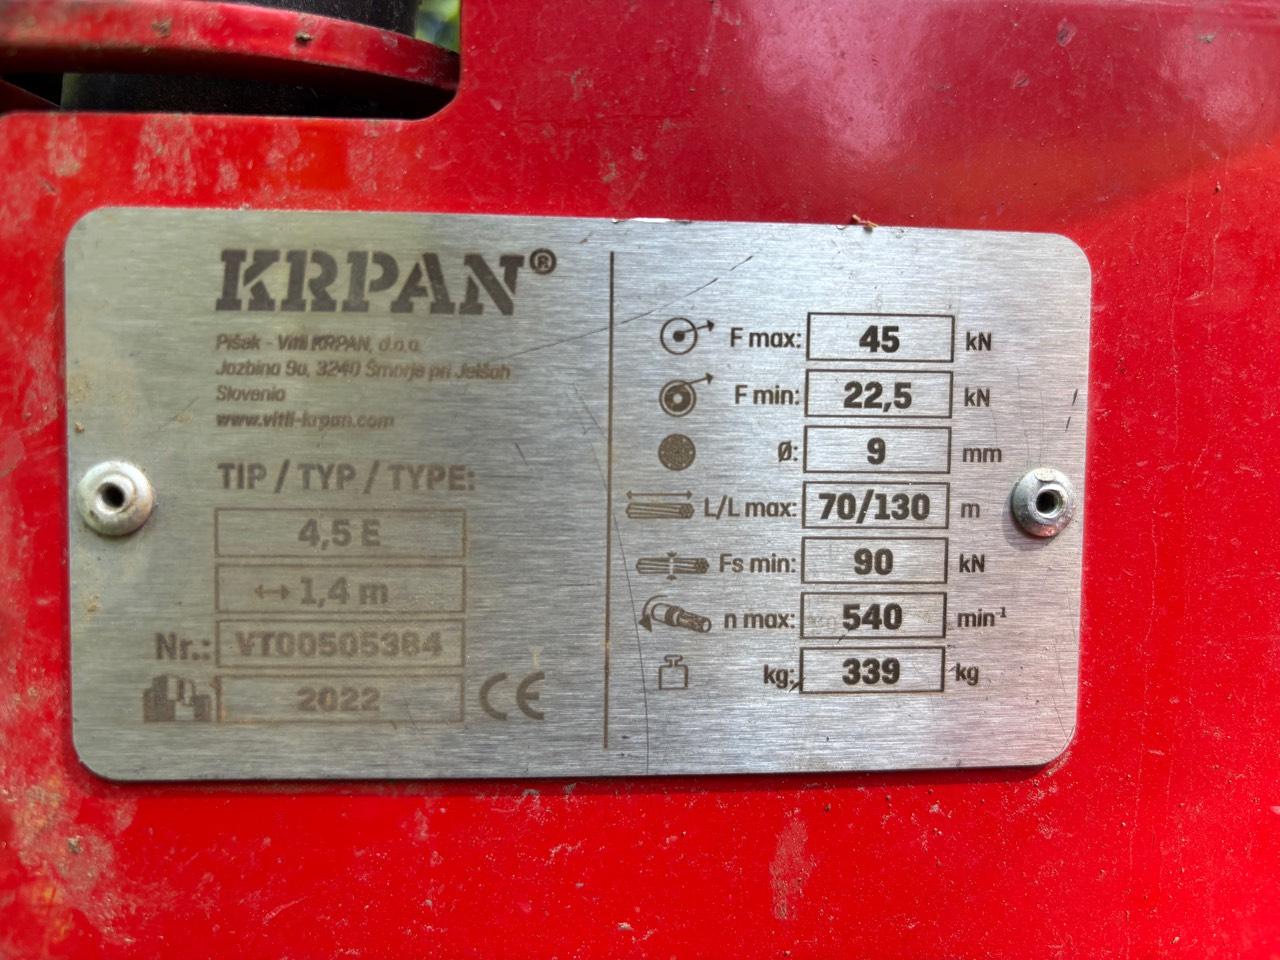 KRPAN®
Pišek - Vitli KRPAN, d.o.o.
Jazbina 9a, 3240 Šmarje pri Jelšah
Slovenia
www.vitli-krpan.com
TIP / TYP / TYPE:
4,5 E
↔ 1,4 m
Nr.: VT00505384
2022 CE
F max: 45 kN
F min: 22,5 kN
Ø: 9 mm
L/L max: 70/130 m
Fs min: 90 kN
n max: 540 min⁻¹
kg: 339 kg